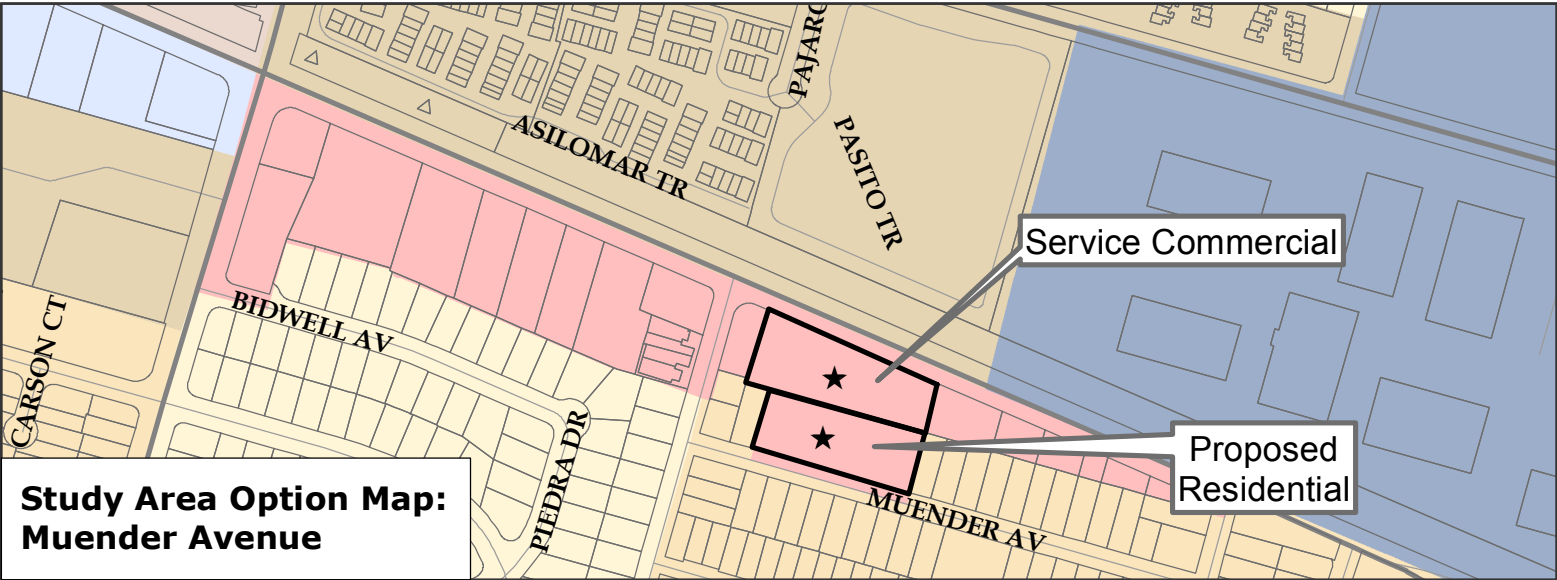 PAJARO
ASILOMAR TR
PASITO TR
Service Commercial
BIDWELL AV
CARSON CT
PIEDRA DR
Proposed
Residential
MUENDER AV
Study Area Option Map:
Muender Avenue